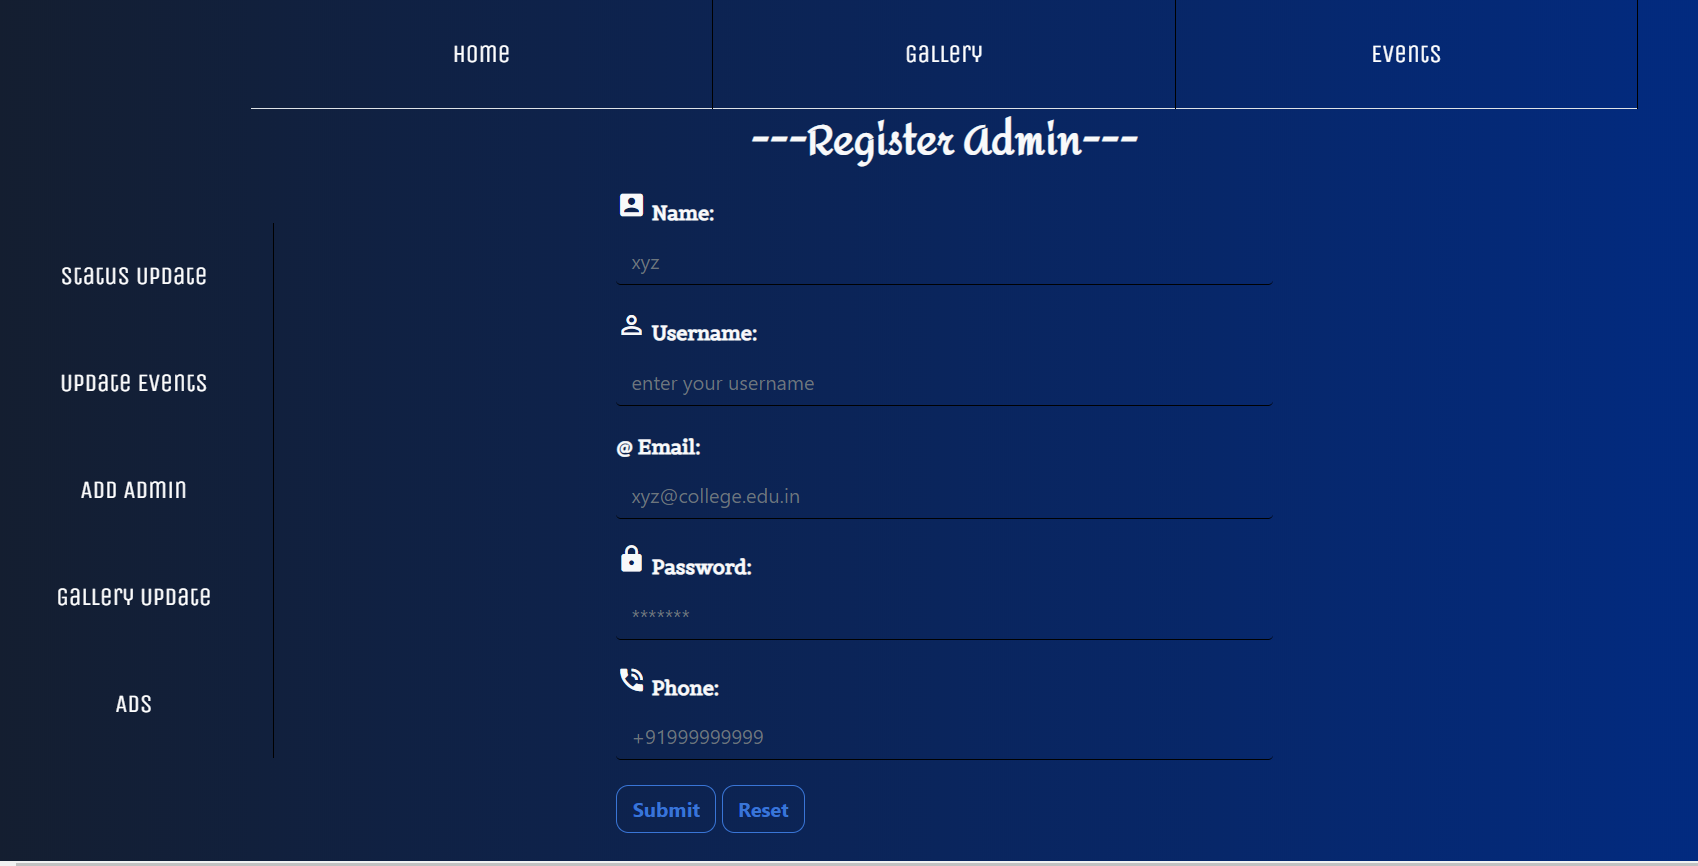 Home
Gallery
Events
---Register Admin---
Name:
xyz
Status Update
Username:
enter your username
Update Events
@ Email:
xyz@college.edu.in
Add Admin
Password:
*******
Gallery Update
Phone:
+91999999999
ADS
Submit
Reset